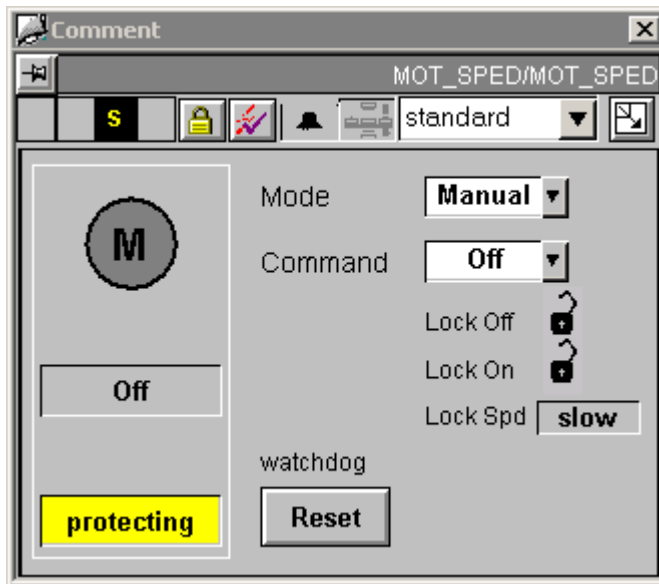 Comment
MOT_SPED/MOT_SPED
S standard
M
Mode Manual
Command Off
Lock Off
Off Lock On
Lock Spd slow
watchdog
protecting Reset